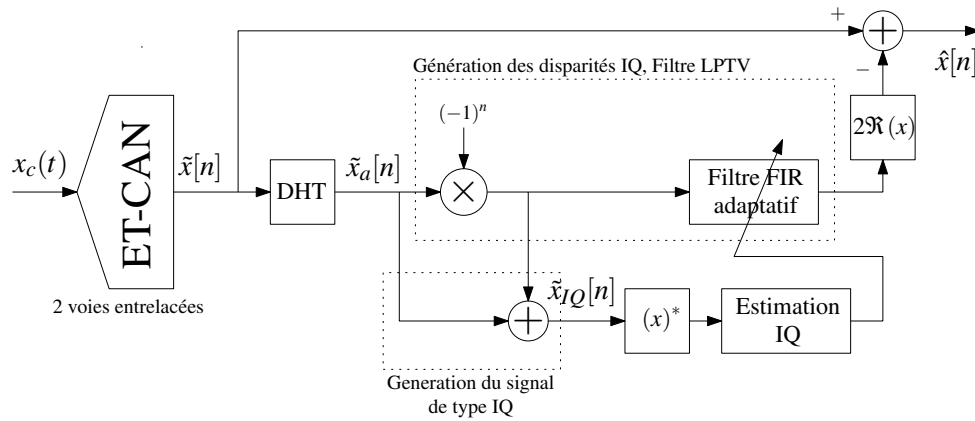 +
x̂[n]
−
Génération des disparités IQ, Filtre LPTV
(−1)ⁿ
2ℜ(x)
x_c(t)
ET-CAN
x̃[n]
DHT
x̃_a[n]
×
Filtre FIR
adaptatif
2 voies entrelacées
x̃_IQ[n]
+
(x)*
Estimation
IQ
Generation du signal
de type IQ